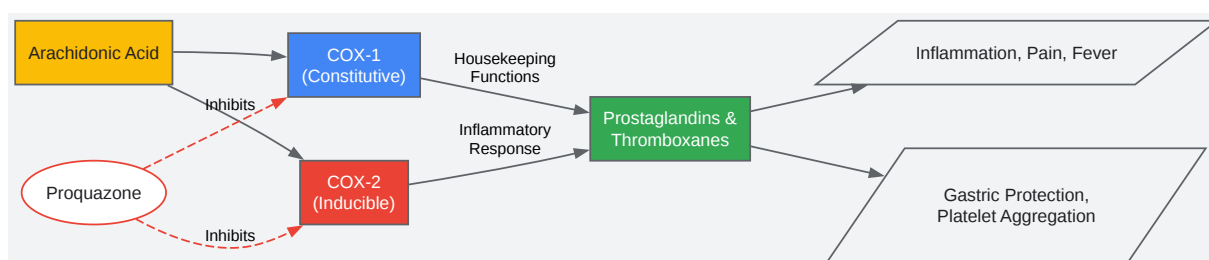 Arachidonic Acid
COX-1
(Constitutive)
Housekeeping
Functions
Inflammation, Pain, Fever
Inhibits
Prostaglandins &
Thromboxanes
Inflammatory
Response
Proquazone
COX-2
(Inducible)
Inhibits
Gastric Protection,
Platelet Aggregation